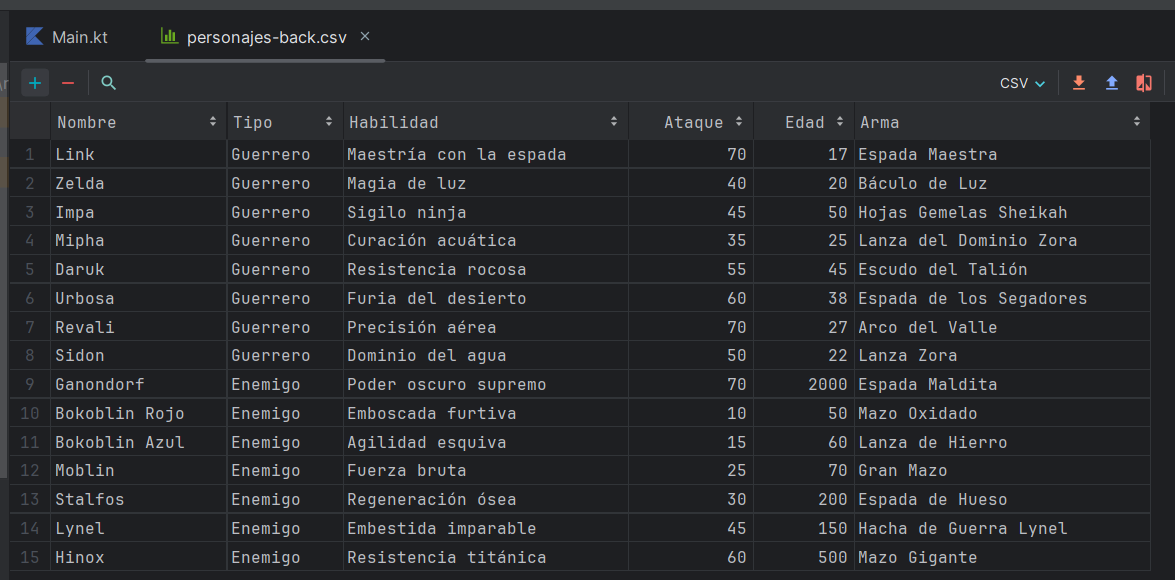 Main.kt personajes-back.csv
CSV
Nombre Tipo Habilidad Ataque Edad Arma
1 Link Guerrero Maestría con la espada 70 17 Espada Maestra
2 Zelda Guerrero Magia de luz 40 20 Báculo de Luz
3 Impa Guerrero Sigilo ninja 45 50 Hojas Gemelas Sheikah
4 Mipha Guerrero Curación acuática 35 25 Lanza del Dominio Zora
5 Daruk Guerrero Resistencia rocosa 55 45 Escudo del Talión
6 Urbosa Guerrero Furia del desierto 60 38 Espada de los Segadores
7 Revali Guerrero Precisión aérea 70 27 Arco del Valle
8 Sidon Guerrero Dominio del agua 50 22 Lanza Zora
9 Ganondorf Enemigo Poder oscuro supremo 70 2000 Espada Maldita
10 Bokoblin Rojo Enemigo Emboscada furtiva 10 50 Mazo Oxidado
11 Bokoblin Azul Enemigo Agilidad esquiva 15 60 Lanza de Hierro
12 Moblin Enemigo Fuerza bruta 25 70 Gran Mazo
13 Stalfos Enemigo Regeneración ósea 30 200 Espada de Hueso
14 Lynel Enemigo Embestida imparable 45 150 Hacha de Guerra Lynel
15 Hinox Enemigo Resistencia titánica 60 500 Mazo Gigante